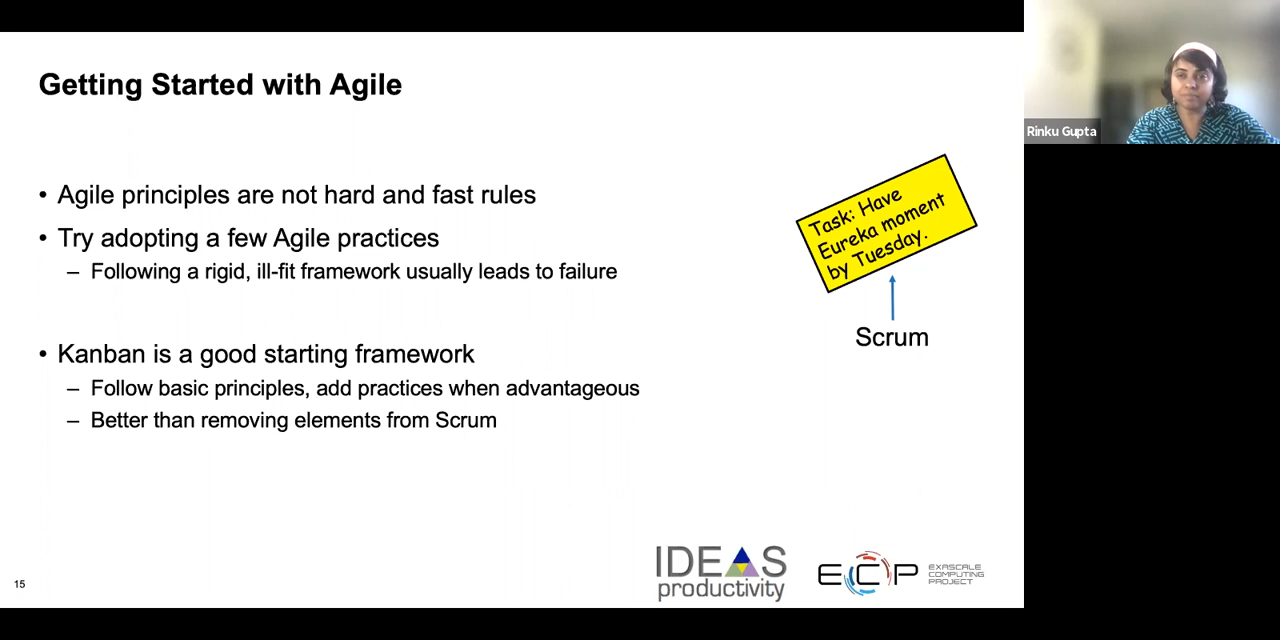 Getting Started with Agile
Rinku Gupta
• Agile principles are not hard and fast rules
• Try adopting a few Agile practices
– Following a rigid, ill-fit framework usually leads to failure
Task: Have
Eureka moment
by Tuesday.
Scrum
• Kanban is a good starting framework
– Follow basic principles, add practices when advantageous
– Better than removing elements from Scrum
15
IDEAS
productivity
ECP
EXASCALE
COMPUTING
PROJECT